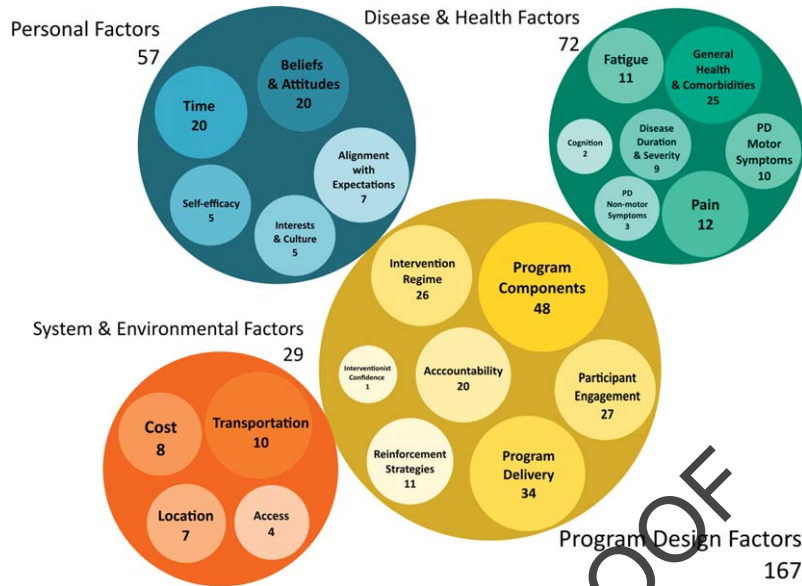 Personal Factors
57
Beliefs
& Attitudes
20
Time
20
Alignment
with
Expectations
7
Self-efficacy
5
Interests
& Culture
5
Disease & Health Factors
72
Fatigue
11
General
Health
& Comorbidities
25
Cognition
2
Disease
Duration
& Severity
9
PD
Motor
Symptoms
10
PD
Non-motor
Symptoms
3
Pain
12
System & Environmental Factors
29
Cost
8
Transportation
10
Location
7
Access
4
Intervention
Regime
26
Program
Components
48
Interventionist
Confidence
1
Acccountability
20
Participant
Engagement
27
Reinforcement
Strategies
11
Program
Delivery
34
Program Design Factors
167
OOF